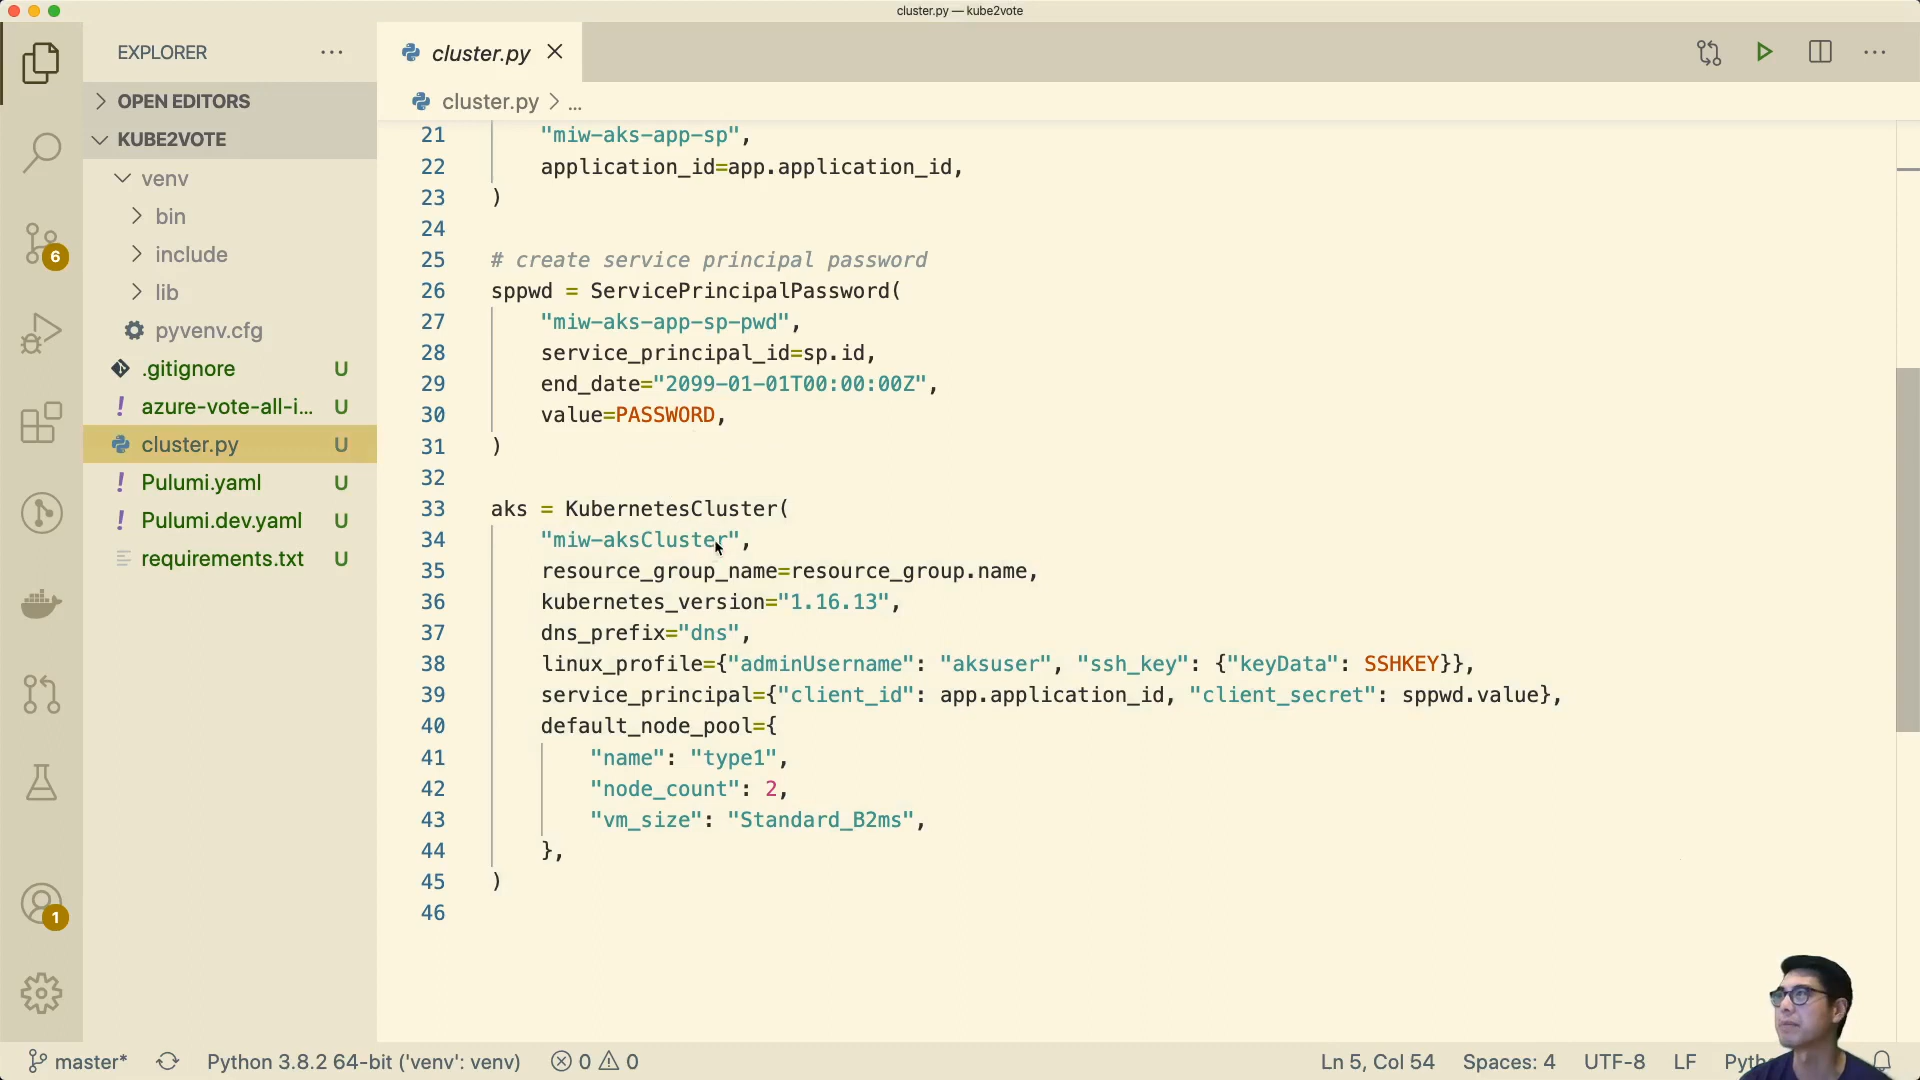 cluster.py — kube2vote
EXPLORER
cluster.py
OPEN EDITORS
cluster.py > ...
KUBE2VOTE
venv
bin
include
lib
pyvenv.cfg
.gitignore U
azure-vote-all-i... U
cluster.py U
Pulumi.yaml U
Pulumi.dev.yaml U
requirements.txt U
6
1
21 "miw-aks-app-sp",
22 application_id=app.application_id,
23 )
24
25 # create service principal password
26 sppwd = ServicePrincipalPassword(
27 "miw-aks-app-sp-pwd",
28 service_principal_id=sp.id,
29 end_date="2099-01-01T00:00:00Z",
30 value=PASSWORD,
31 )
32
33 aks = KubernetesCluster(
34 "miw-aksCluster",
35 resource_group_name=resource_group.name,
36 kubernetes_version="1.16.13",
37 dns_prefix="dns",
38 linux_profile={"adminUsername": "aksuser", "ssh_key": {"keyData": SSHKEY}},
39 service_principal={"client_id": app.application_id, "client_secret": sppwd.value},
40 default_node_pool={
41 "name": "type1",
42 "node_count": 2,
43 "vm_size": "Standard_B2ms",
44 },
45 )
46
master* Python 3.8.2 64-bit ('venv': venv) 0 0 Ln 5, Col 54 Spaces: 4 UTF-8 LF